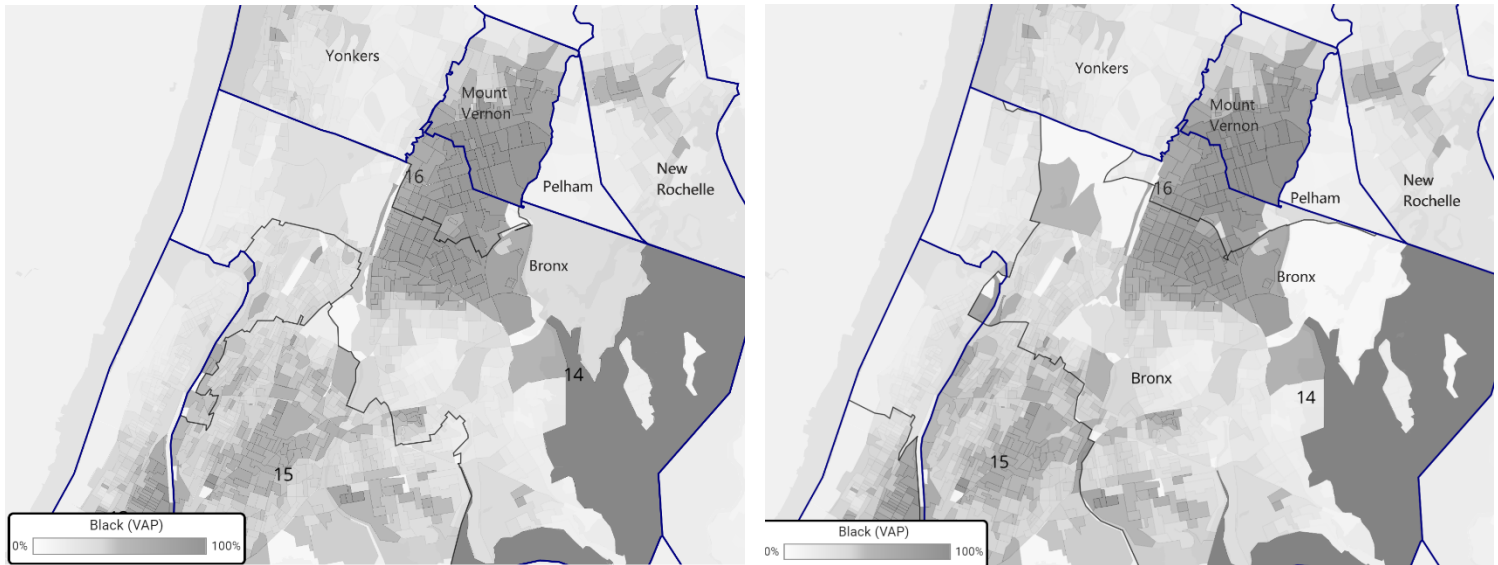 Yonkers
Mount
Vernon
16
Pelham
New
Rochelle
Bronx
14
15
Black (VAP)
0%
100%
Yonkers
Mount
Vernon
16
Pelham
New
Rochelle
Bronx
Bronx
14
15
Black (VAP)
0%
100%